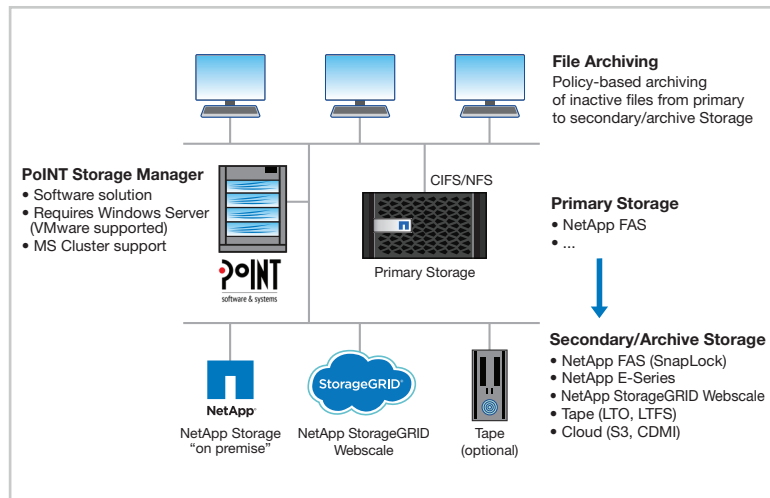 File Archiving
Policy-based archiving
of inactive files from primary
to secondary/archive Storage
PoINT Storage Manager
• Software solution
• Requires Windows Server
(VMware supported)
• MS Cluster support
PoINT
software & systems
CIFS/NFS
Primary Storage
Primary Storage
• NetApp FAS
• ...
NetApp®
NetApp Storage
“on premise”
StorageGRID®
NetApp StorageGRID
Webscale
Tape
(optional)
Secondary/Archive Storage
• NetApp FAS (SnapLock)
• NetApp E-Series
• NetApp StorageGRID Webscale
• Tape (LTO, LTFS)
• Cloud (S3, CDMI)